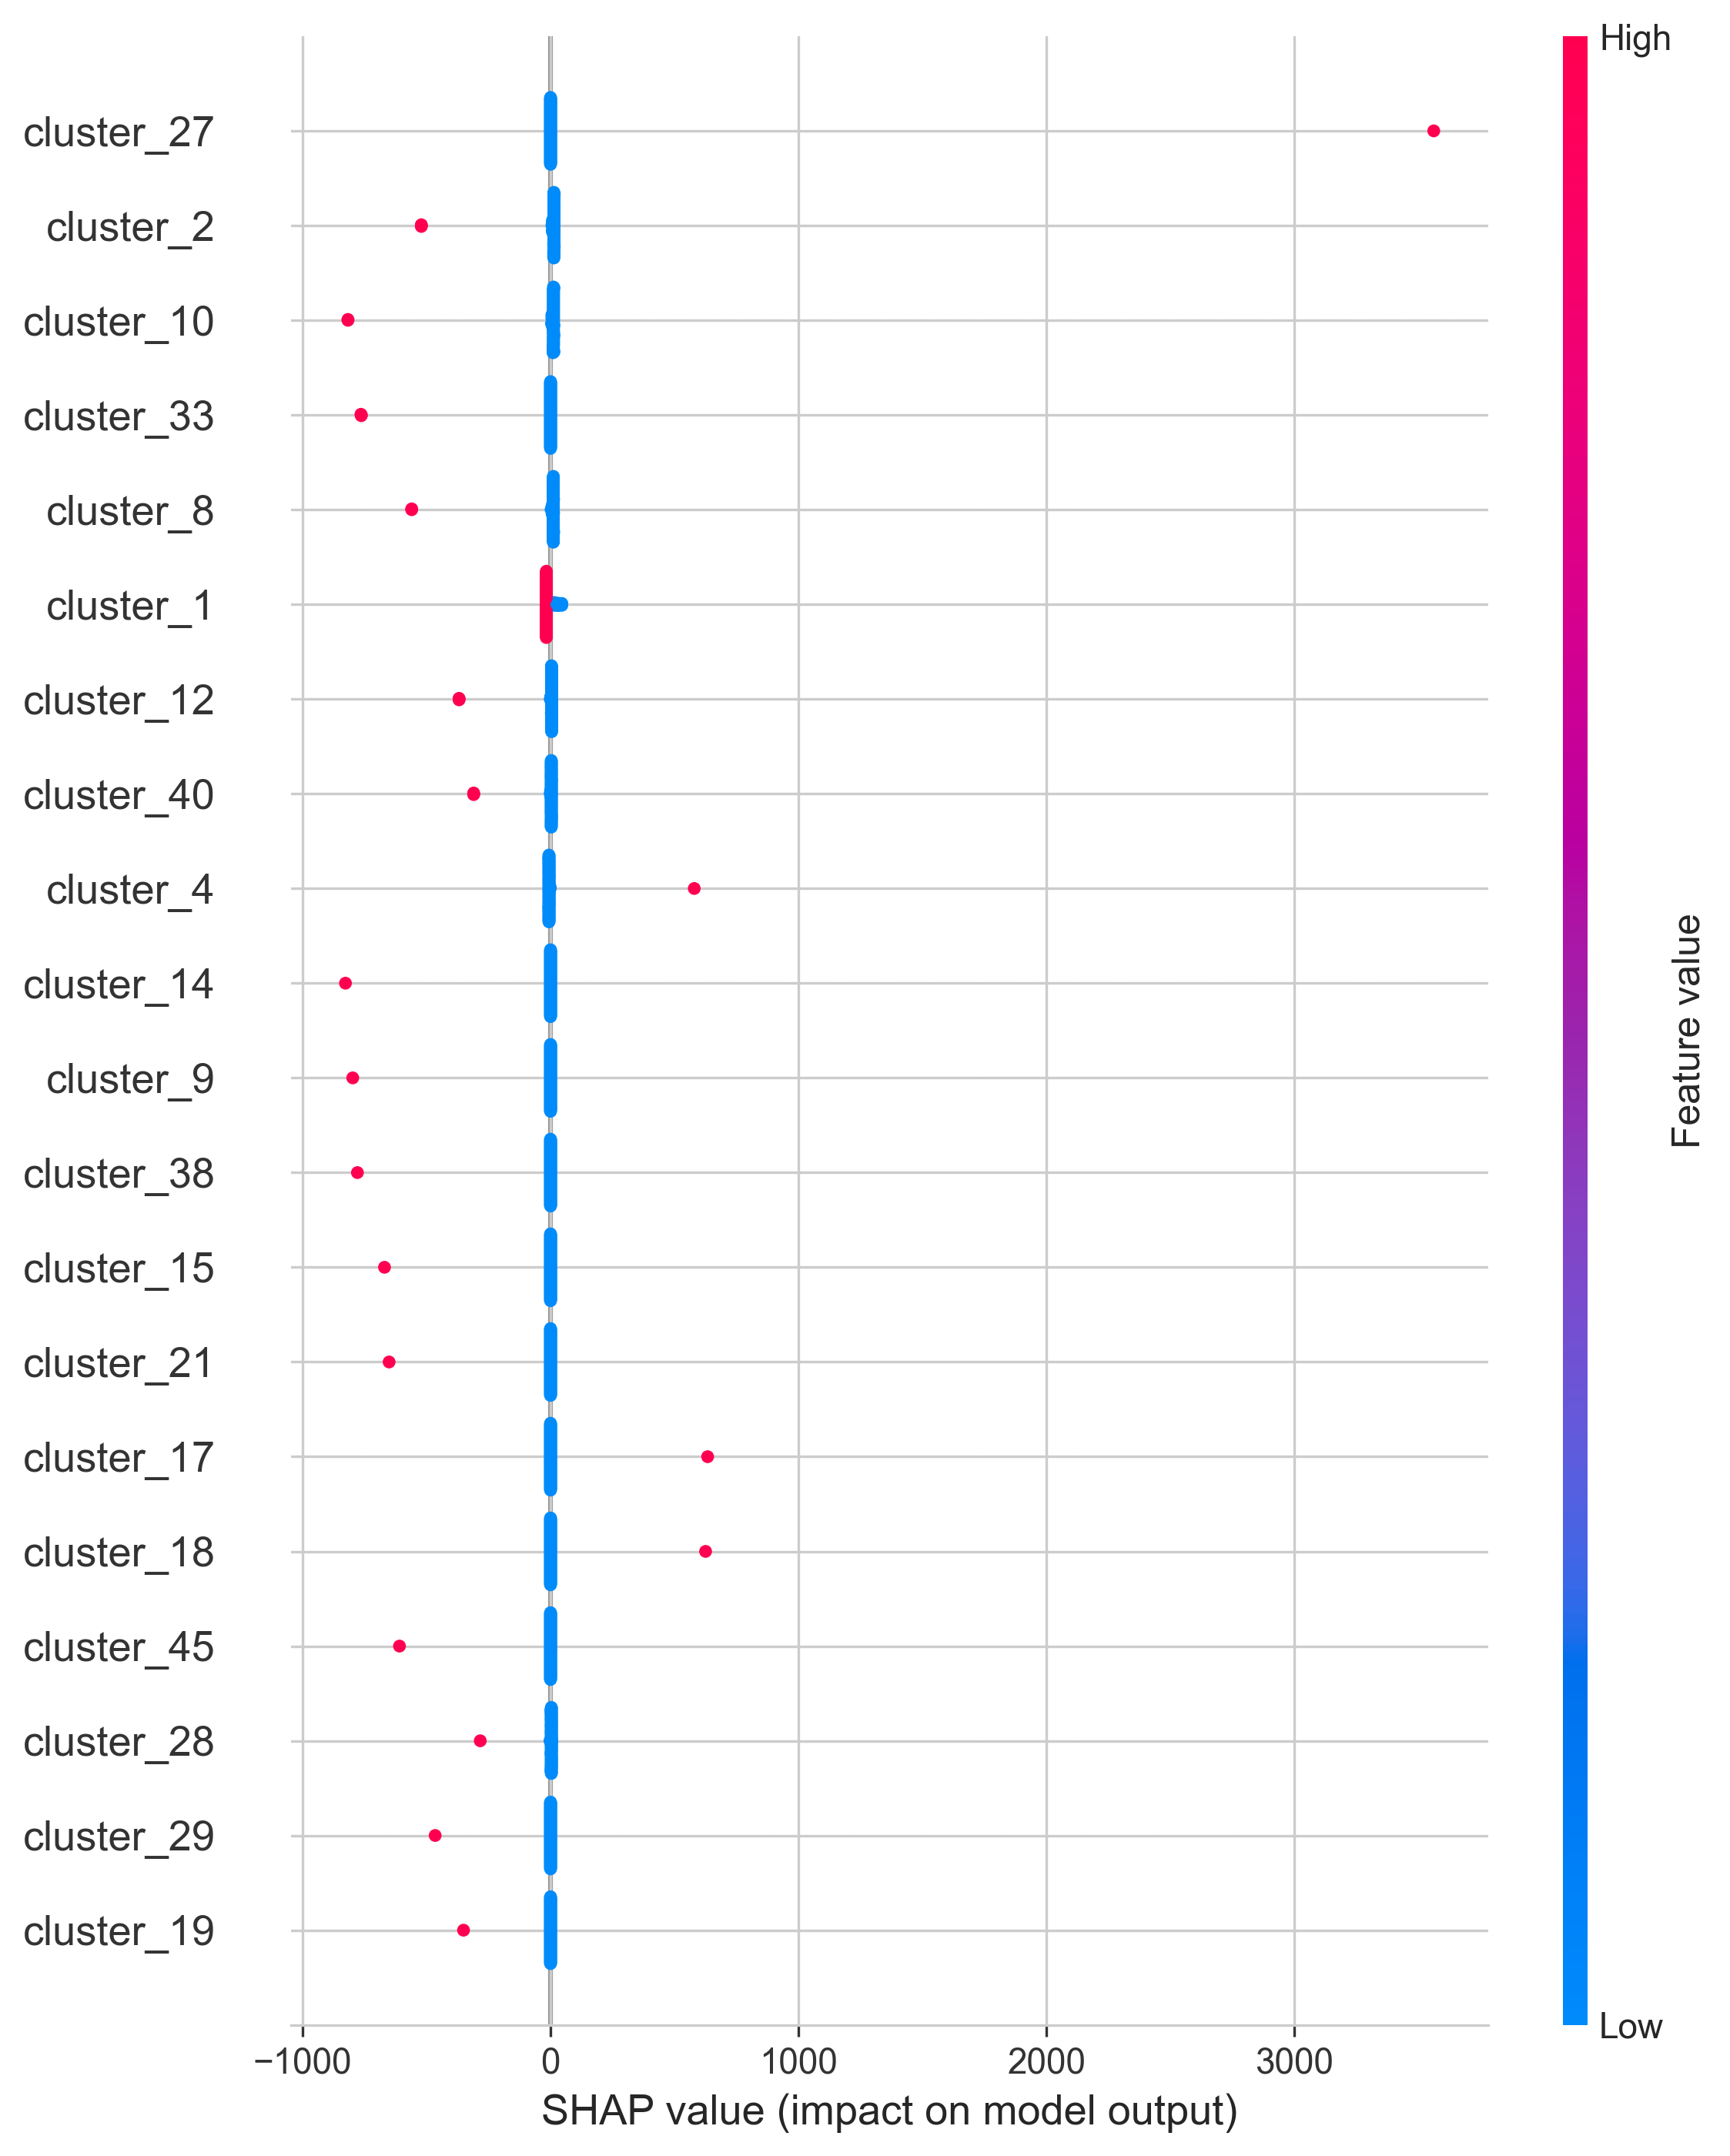 High
cluster_27
cluster_2
cluster_10
cluster_33
cluster_8
cluster_1
cluster_12
cluster_40
cluster_4
cluster_14
cluster_9
cluster_38
cluster_15
cluster_21
cluster_17
cluster_18
cluster_45
cluster_28
cluster_29
cluster_19
Feature value
Low
−1000 0 1000 2000 3000
SHAP value (impact on model output)